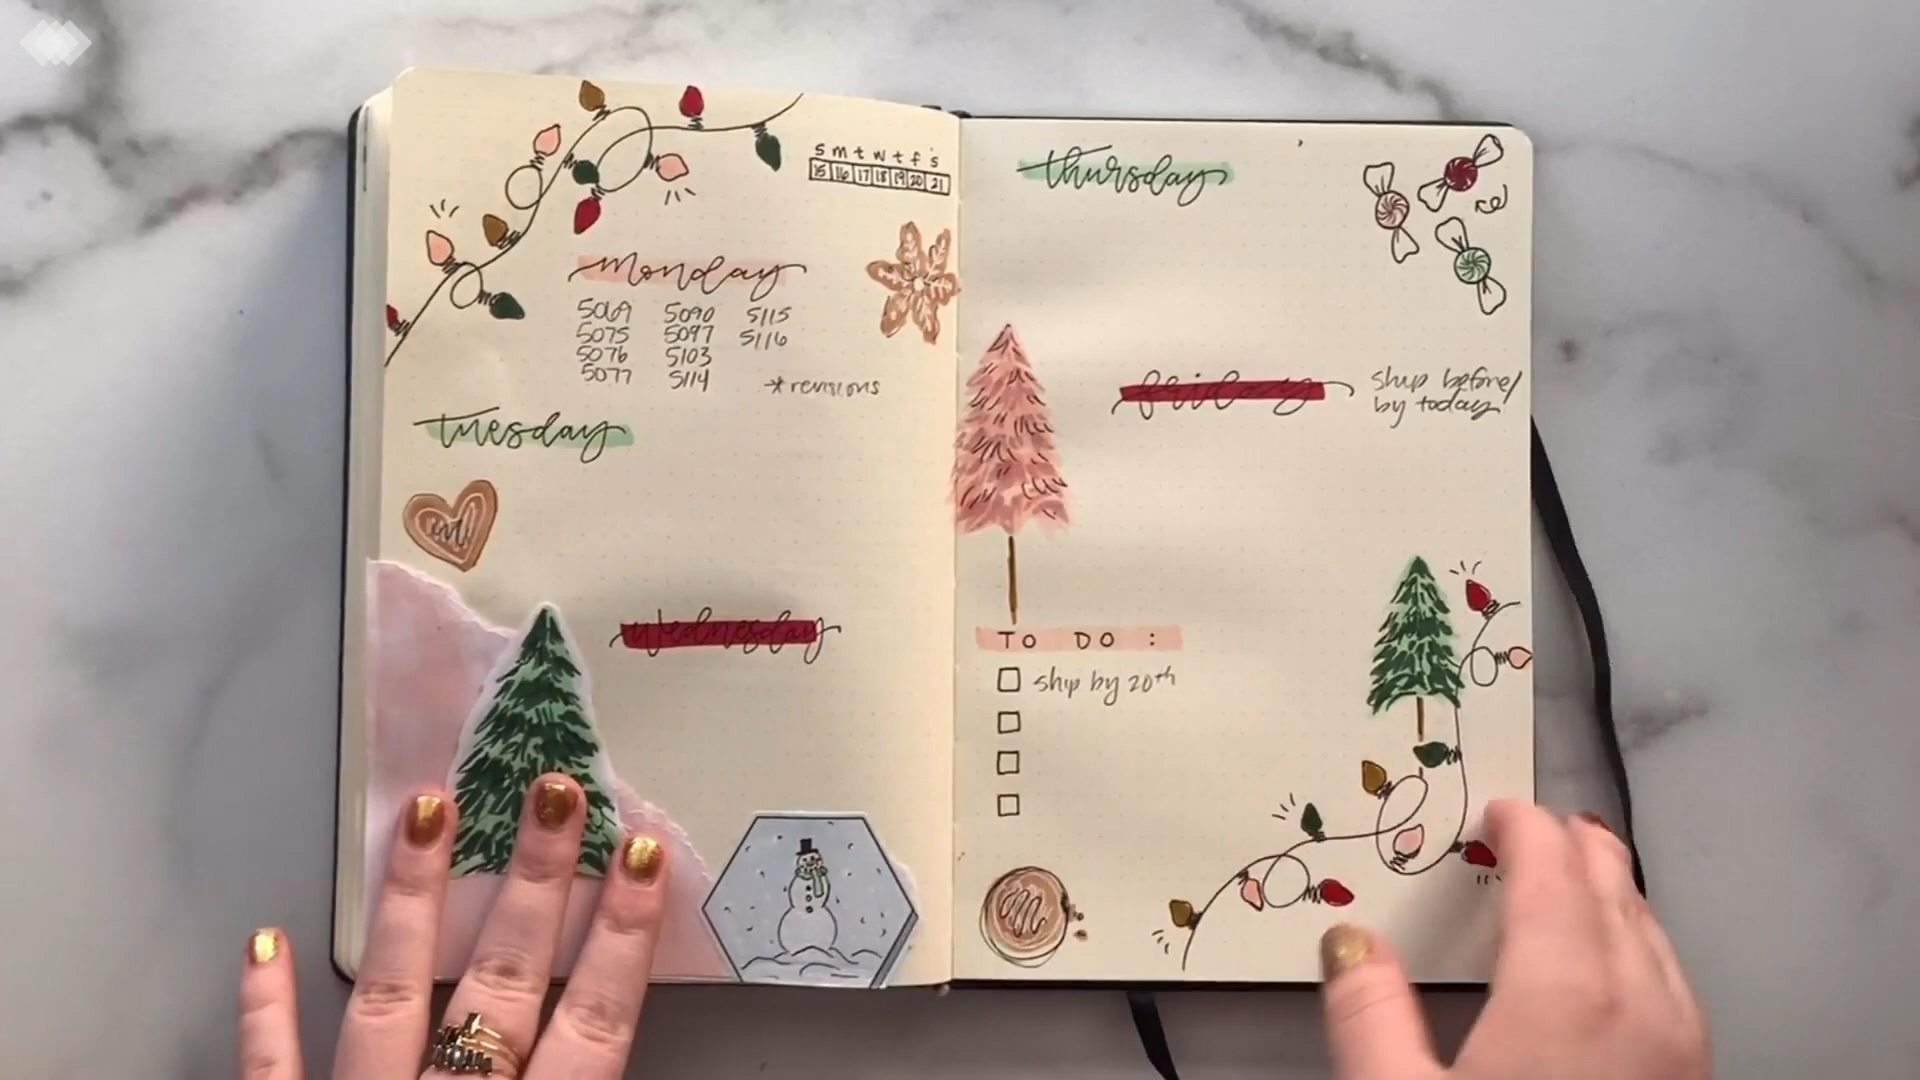 s m t w t f s
15 16 17 18 19 20 21
monday
5069 5090 5115
5075 5097 5116
5076 5103
5077 5114 *revisions
tuesday
wednesday
thursday
friday
ship before/
by today
TO DO :
ship by 20th